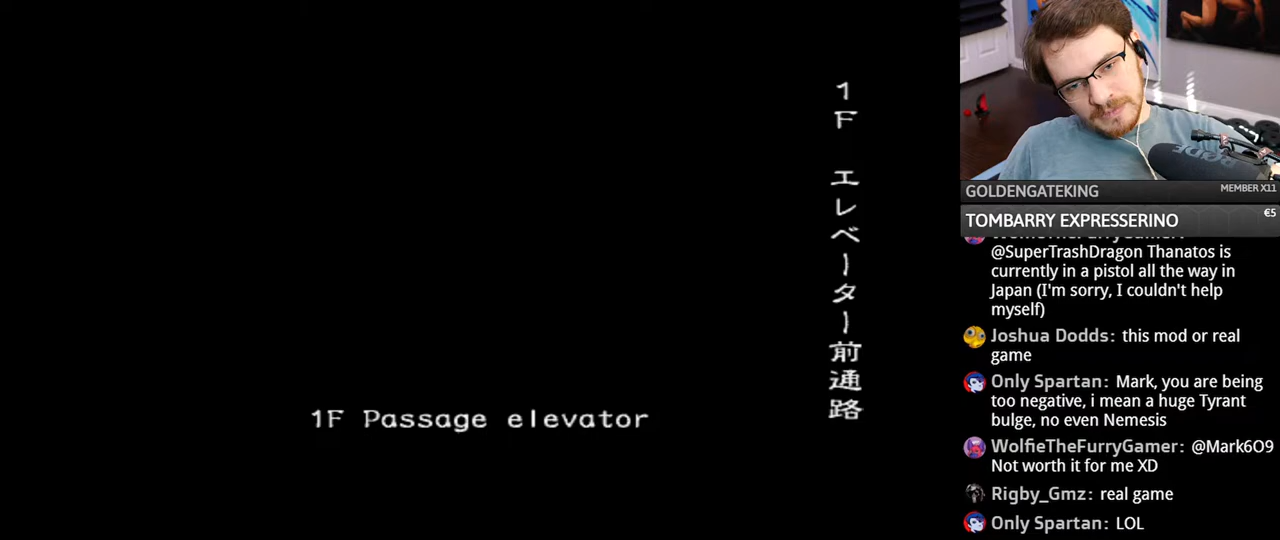 1F エレベーター前通路
1F Passage elevator
RODE
GOLDENGATEKING
MEMBER X11
TOMBARRY EXPRESSERINO
€5
@SuperTrashDragon Thanatos is
currently in a pistol all the way in
Japan (I'm sorry, I couldn't help
myself)
Joshua Dodds: this mod or real
game
Only Spartan: Mark, you are being
too negative, i mean a huge Tyrant
bulge, no even Nemesis
WolfieTheFurryGamer: @Mark6O9
Not worth it for me XD
Rigby_Gmz: real game
Only Spartan: LOL